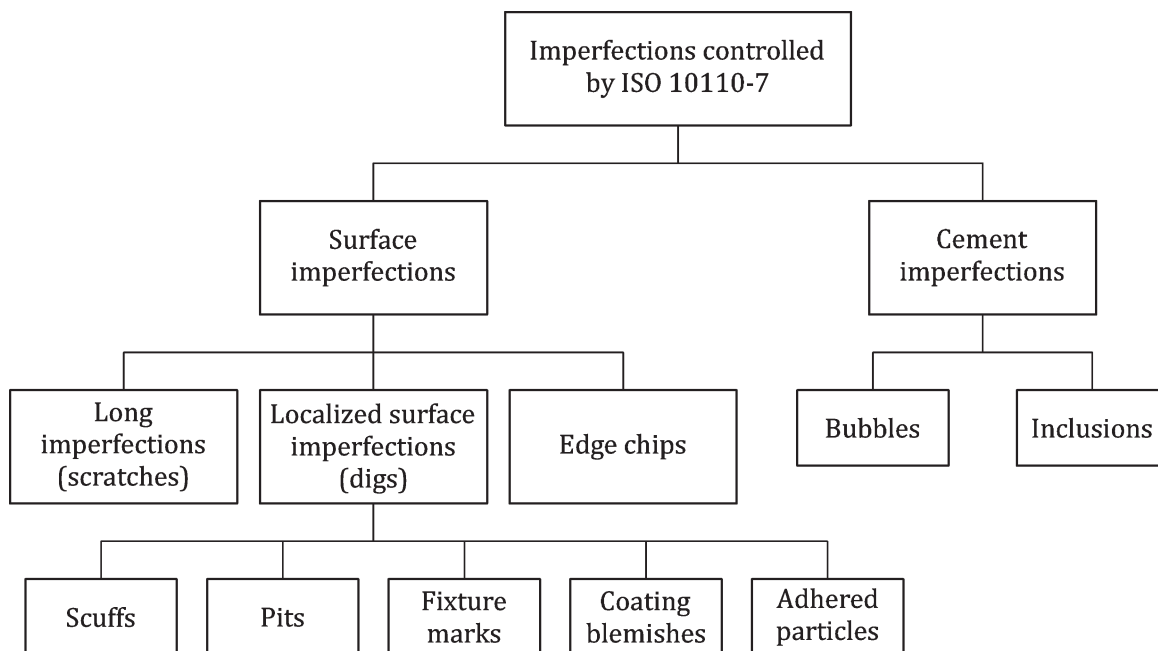 Imperfections controlled
by ISO 10110-7
Surface
imperfections
Cement
imperfections
Long
imperfections
(scratches)
Localized surface
imperfections
(digs)
Edge chips
Bubbles
Inclusions
Scuffs
Pits
Fixture
marks
Coating
blemishes
Adhered
particles